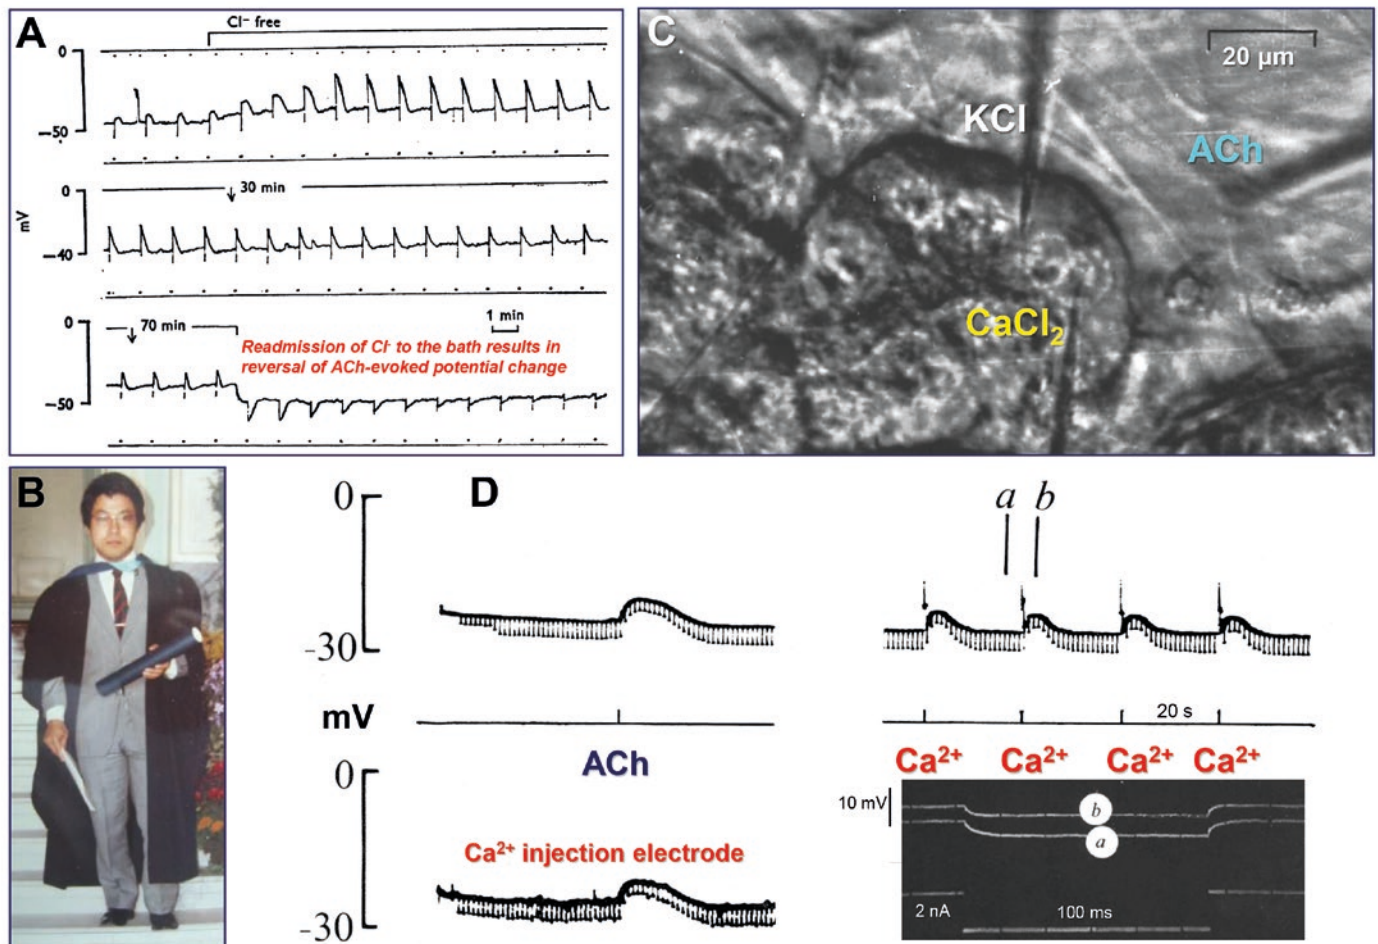 A
Cl⁻ free
0
−50
0
30 min
mV
−40
0
70 min
1 min
Readmission of Cl⁻ to the bath results in
reversal of ACh-evoked potential change
−50
C
20 µm
KCl
ACh
CaCl₂
B
D
0
a b
-30
mV
20 s
ACh
Ca²⁺ Ca²⁺ Ca²⁺ Ca²⁺
0
10 mV
b
a
Ca²⁺ injection electrode
2 nA
100 ms
-30